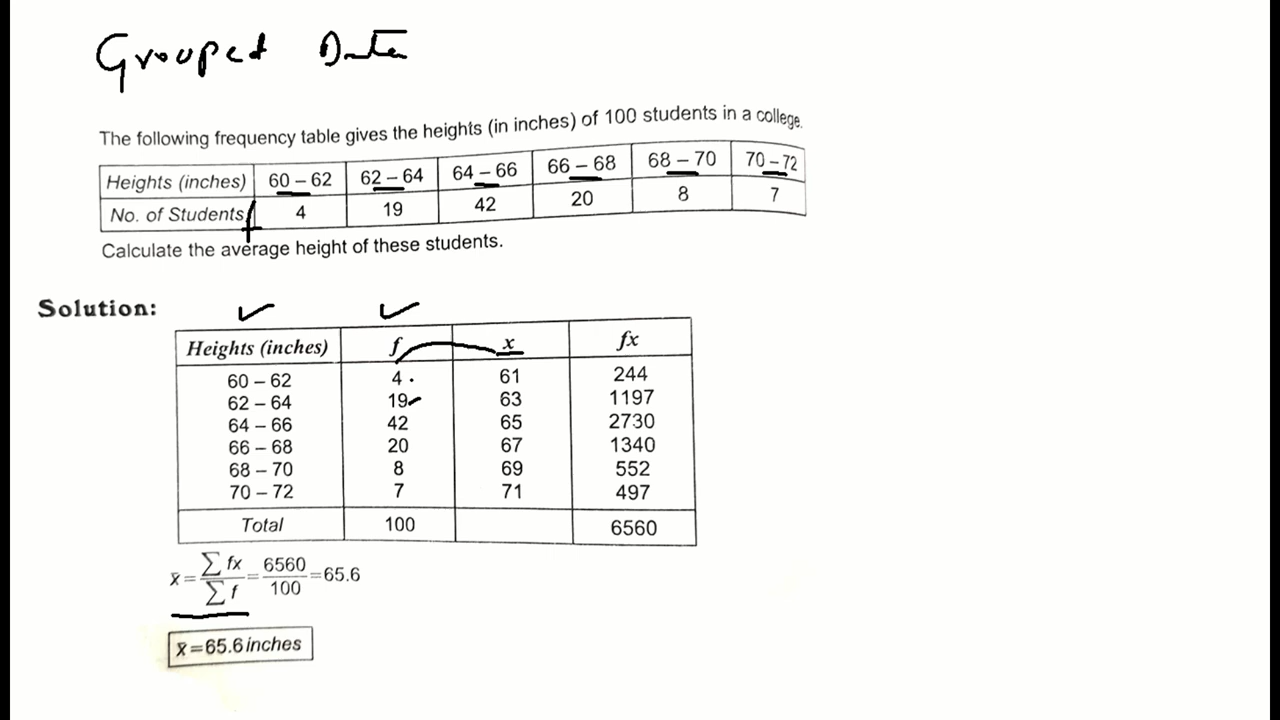 Grouped Data
The following frequency table gives the heights (in inches) of 100 students in a college.
Heights (inches) 60 – 62 62 – 64 64 – 66 66 – 68 68 – 70 70 – 72
No. of Students f 4 19 42 20 8 7
Calculate the average height of these students.
Solution:
Heights (inches) f x fx
60 – 62 4 61 244
62 – 64 19 63 1197
64 – 66 42 65 2730
66 – 68 20 67 1340
68 – 70 8 69 552
70 – 72 7 71 497
Total 100 6560
x̄ = ∑ fx / ∑ f = 6560 / 100 = 65.6
x̄ = 65.6 inches